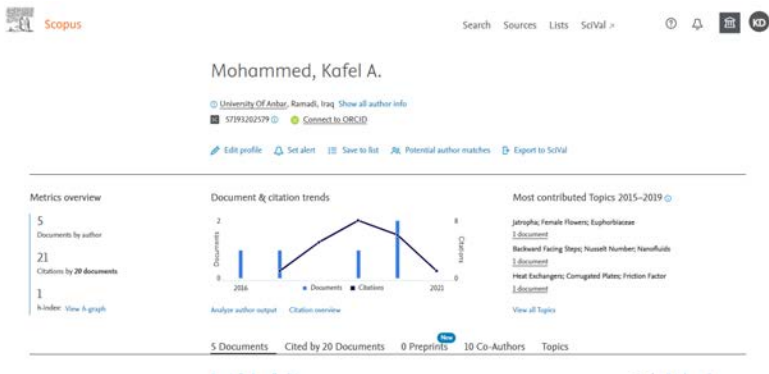 Scopus
Search Sources Lists SciVal
KD
Mohammed, Kafel A.
University Of Anbar, Ramadi, Iraq Show all author info
57193202579 Connect to ORCID
Edit profile Set alert Save to list Potential author matches Export to SciVal
Metrics overview
5
Documents by author
21
Citations by 20 documents
1
h-index: View h-graph
Document & citation trends
2
8
Documents
Citations
0
0
2016
2021
Documents Citations
Analyze author output Citation overview
Most contributed Topics 2015–2019
Jatropha; Female Flowers; Euphorbiaceae
1 document
Backward Facing Steps; Nusselt Number; Nanofluids
1 document
Heat Exchangers; Corrugated Plates; Friction Factor
1 document
View all Topics
New
5 Documents Cited by 20 Documents 0 Preprints 10 Co-Authors Topics